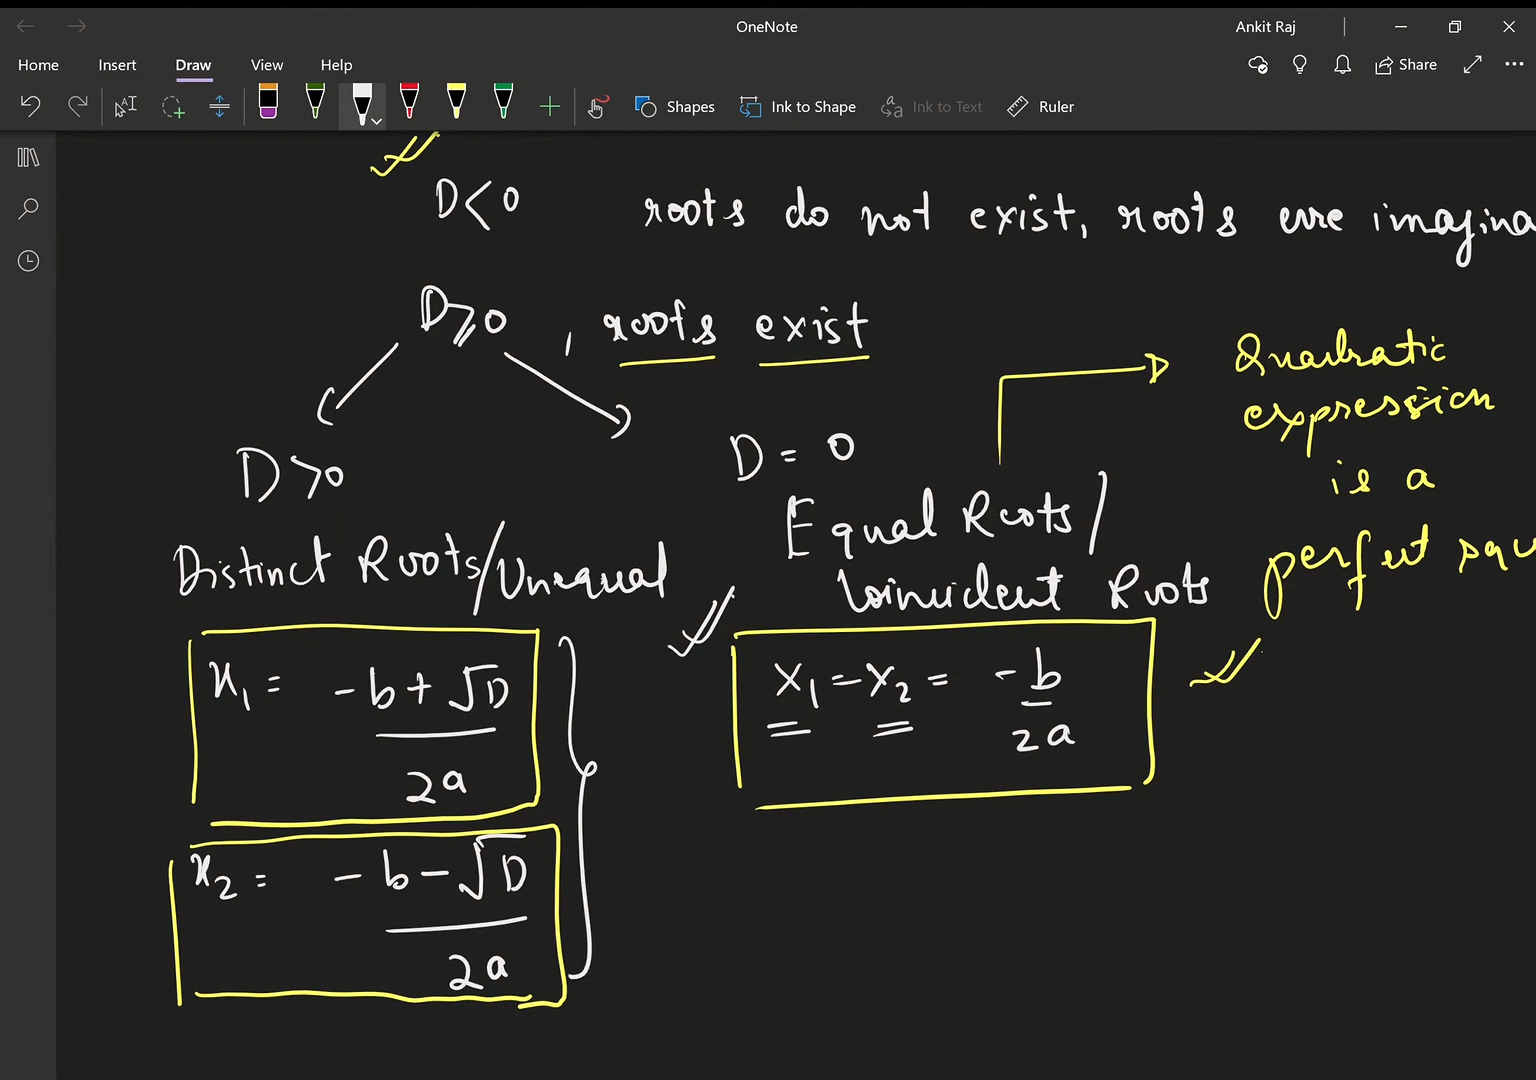 OneNote
Ankit Raj
Home Insert Draw View Help
Share
Shapes Ink to Shape Ink to Text Ruler
D<0 roots do not exist, roots are imagina
D⩾0 , roots exist
Quadratic
expression
is a
perfect squ
D>0
D = 0
Distinct Roots/Unequal
Equal Roots/
Coincident Roots
x₁ = -b+√D
2a
x₁=x₂= -b
2a
x₂ = -b-√D
2a